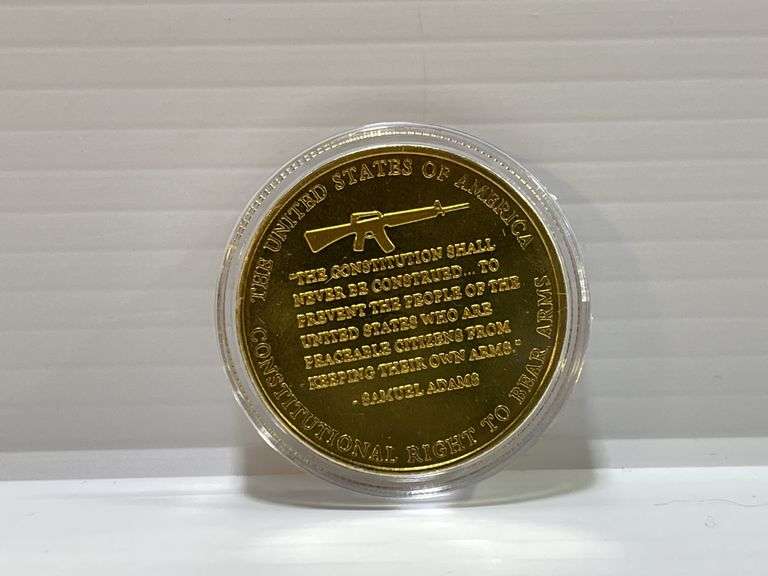 THE UNITED STATES OF AMERICA
"THE CONSTITUTION SHALL
NEVER BE CONSTRUED... TO
PREVENT THE PEOPLE OF THE
UNITED STATES WHO ARE
PEACEABLE CITIZENS FROM
KEEPING THEIR OWN ARMS."
- SAMUEL ADAMS
CONSTITUTIONAL RIGHT TO BEAR ARMS